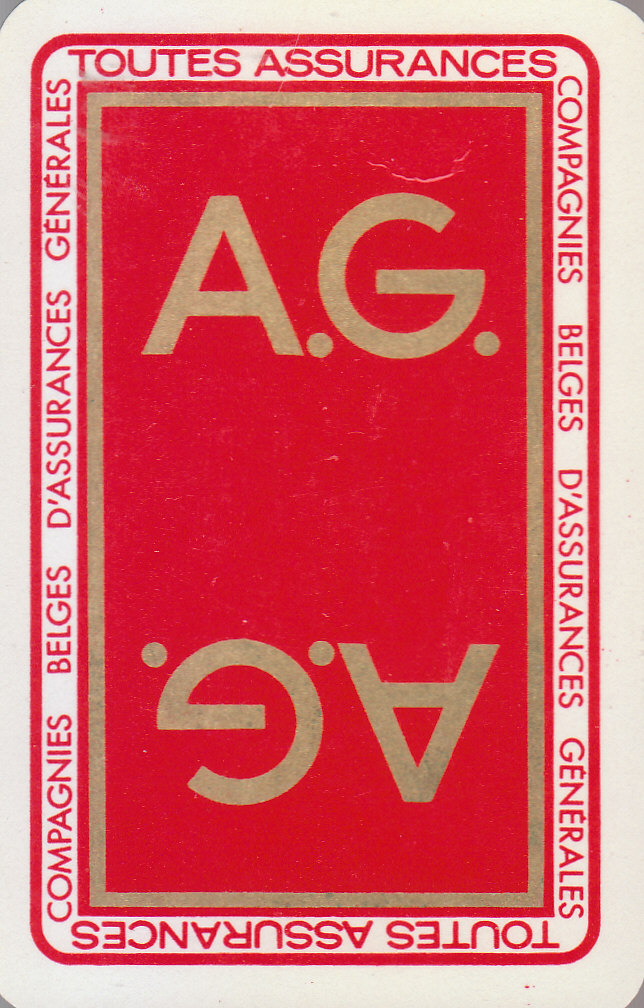 TOUTES ASSURANCES
COMPAGNIES BELGES D'ASSURANCES GÉNÉRALES
COMPAGNIES BELGES D'ASSURANCES GÉNÉRALES
A.G.
A.G.
TOUTES ASSURANCES